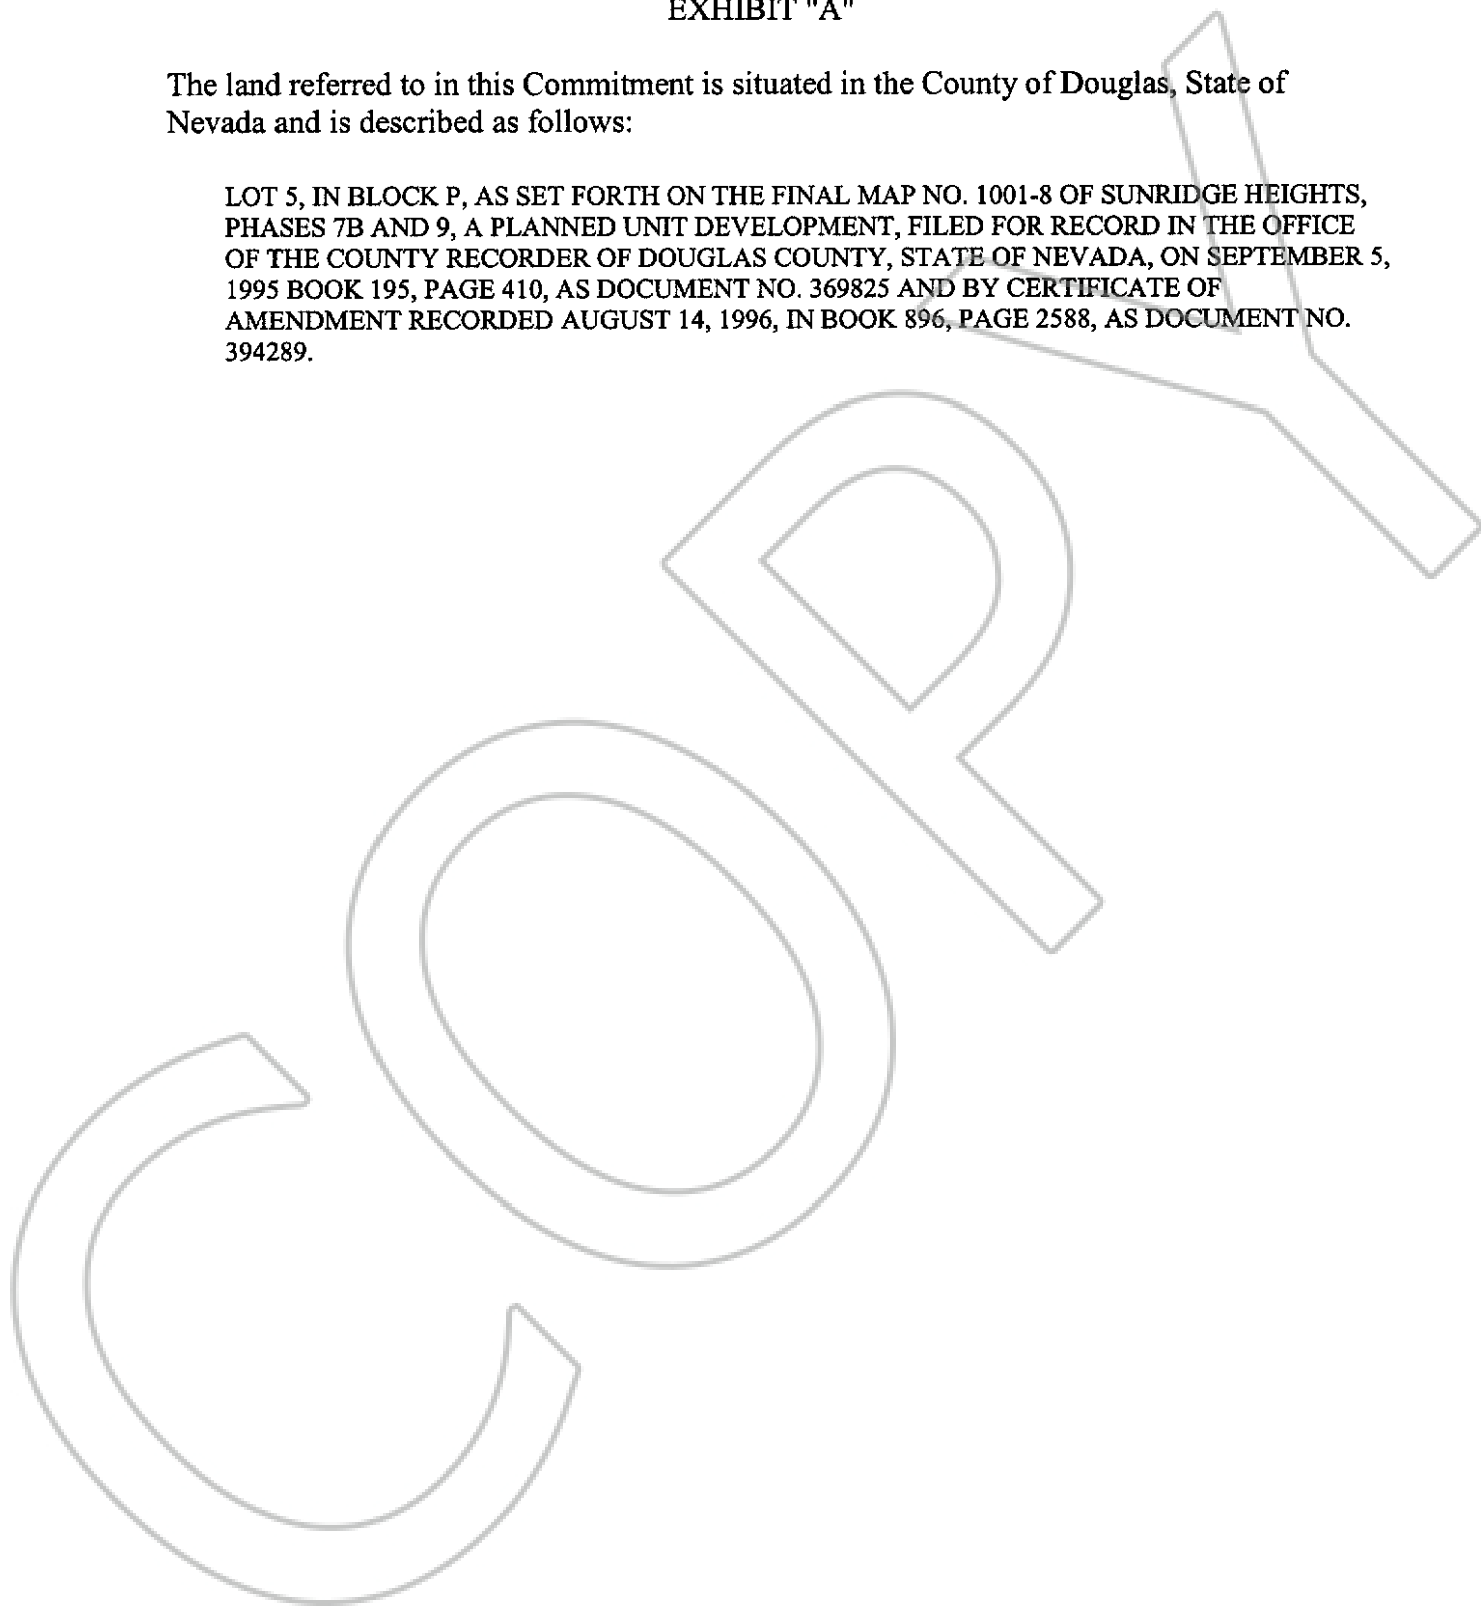 EXHIBIT "A"
The land referred to in this Commitment is situated in the County of Douglas, State of
Nevada and is described as follows:
LOT 5, IN BLOCK P, AS SET FORTH ON THE FINAL MAP NO. 1001-8 OF SUNRIDGE HEIGHTS,
PHASES 7B AND 9, A PLANNED UNIT DEVELOPMENT, FILED FOR RECORD IN THE OFFICE
OF THE COUNTY RECORDER OF DOUGLAS COUNTY, STATE OF NEVADA, ON SEPTEMBER 5,
1995 BOOK 195, PAGE 410, AS DOCUMENT NO. 369825 AND BY CERTIFICATE OF
AMENDMENT RECORDED AUGUST 14, 1996, IN BOOK 896, PAGE 2588, AS DOCUMENT NO.
394289.
COPY